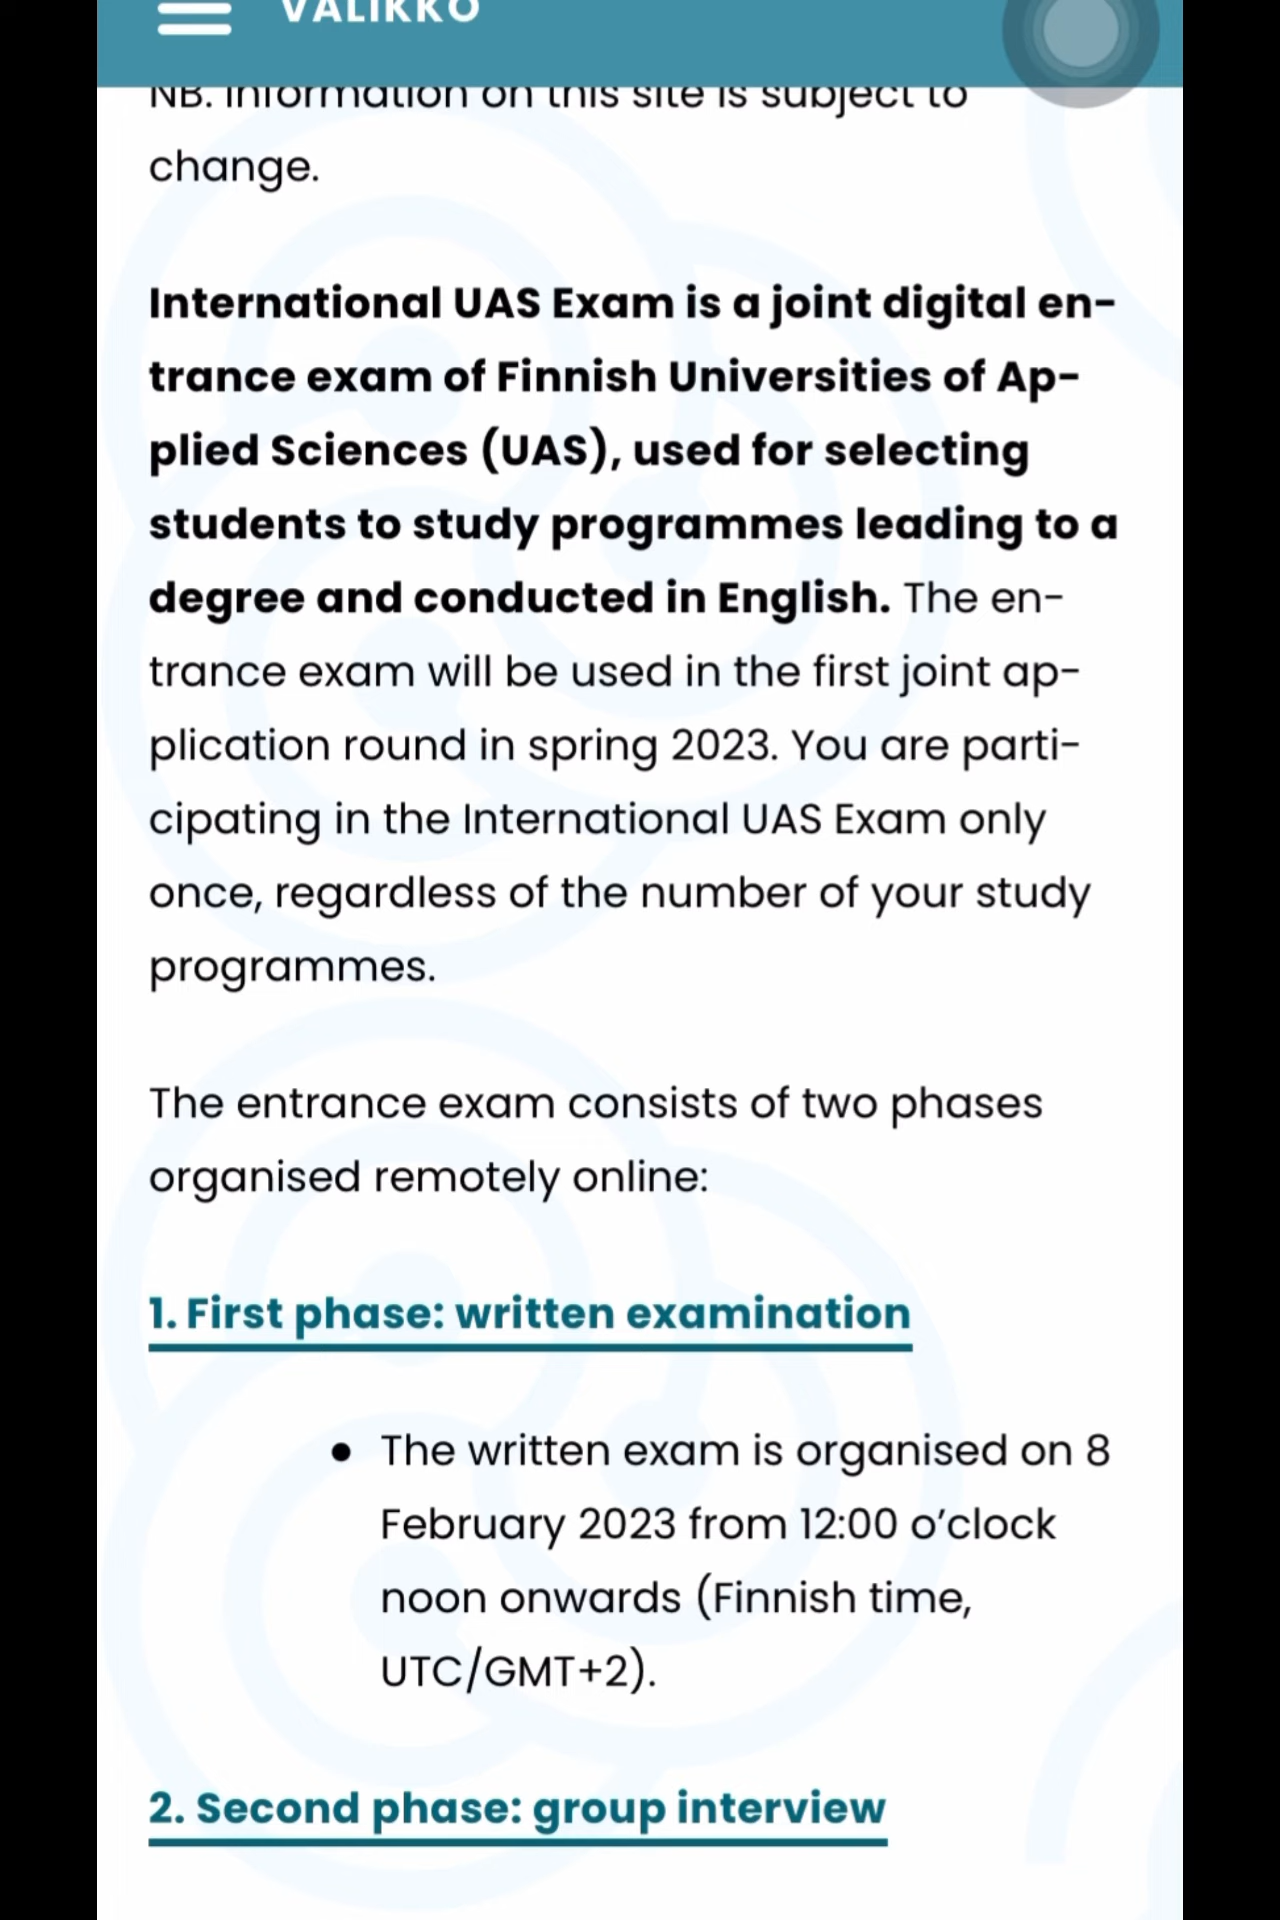 VALIKKO
NB. Information on this site is subject to
change.
International UAS Exam is a joint digital en-
trance exam of Finnish Universities of Ap-
plied Sciences (UAS), used for selecting
students to study programmes leading to a
degree and conducted in English. The en-
trance exam will be used in the first joint ap-
plication round in spring 2023. You are parti-
cipating in the International UAS Exam only
once, regardless of the number of your study
programmes.
The entrance exam consists of two phases
organised remotely online:
1. First phase: written examination
• The written exam is organised on 8
February 2023 from 12:00 o’clock
noon onwards (Finnish time,
UTC/GMT+2).
2. Second phase: group interview